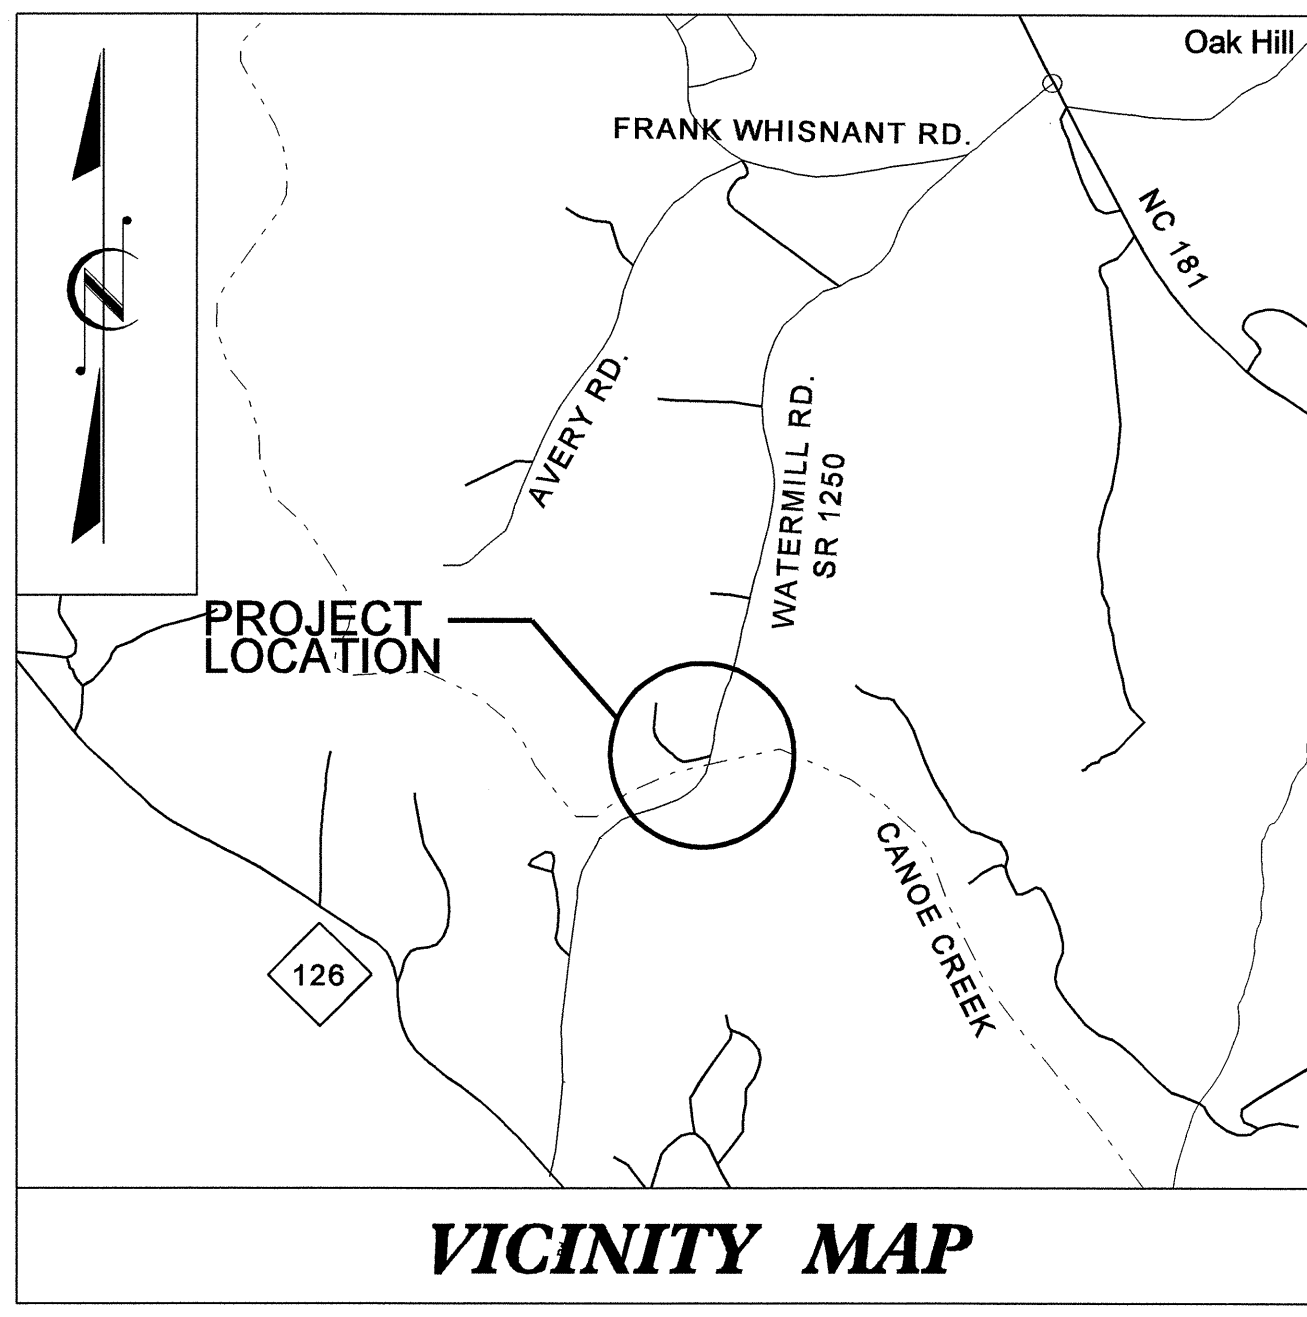 Oak Hill
FRANK WHISNANT RD.
NC 181
N
AVERY RD.
WATERMILL RD.
SR 1250
PROJECT
LOCATION
CANOE CREEK
126
VICINITY MAP